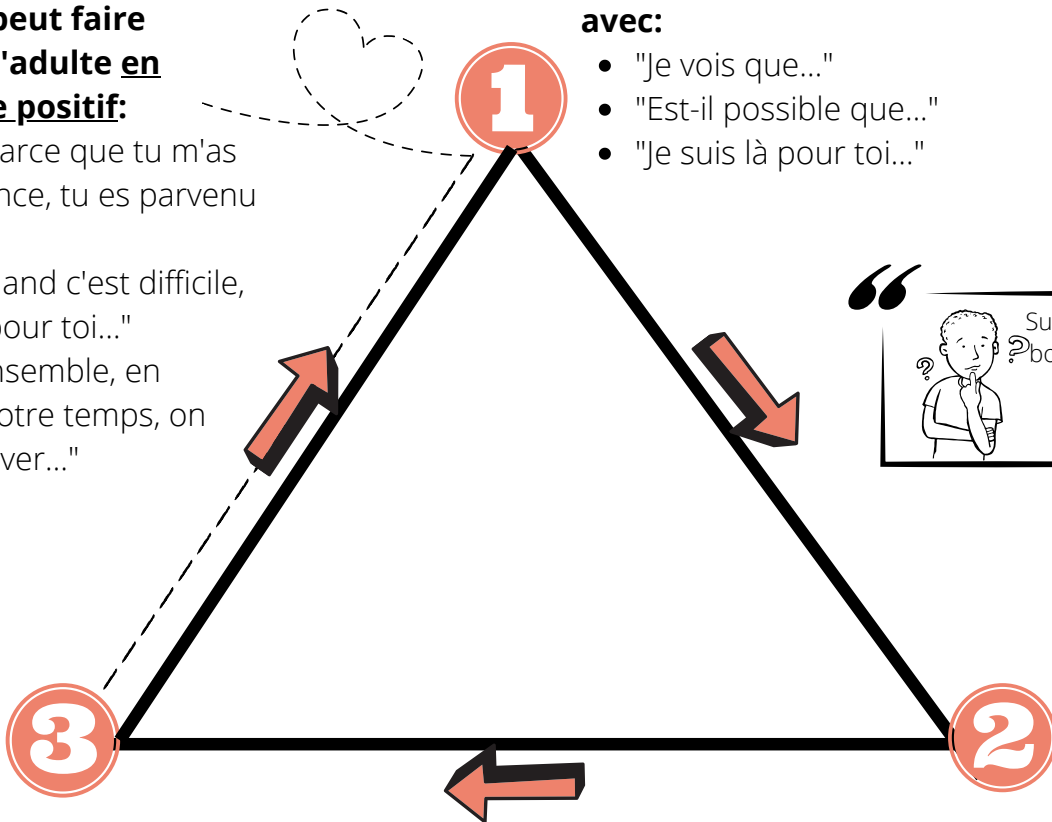 peut faire
l'adulte en
e positif:
arce que tu m'as
nce, tu es parvenu
and c'est difficile,
pour toi..."
nsemble, en
otre temps, on
ver..."
1
avec:
"Je vois que..."
"Est-il possible que..."
"Je suis là pour toi..."
“
? Su
? bo
3
2